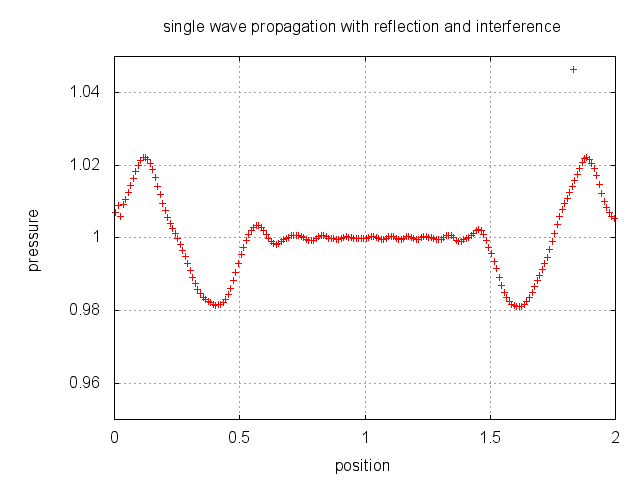 single wave propagation with reflection and interference
1.04
1.02
1
0.98
0.96
pressure
0 0.5 1 1.5 2
position